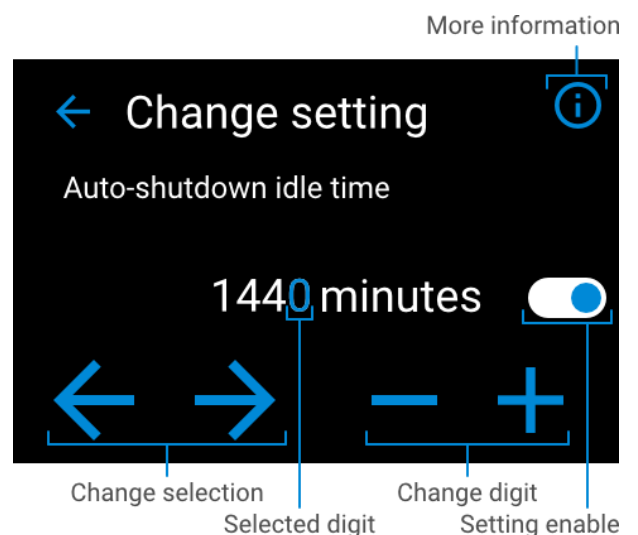 More information
Change setting
Auto-shutdown idle time
1440 minutes
Change selection
Change digit
Selected digit
Setting enable